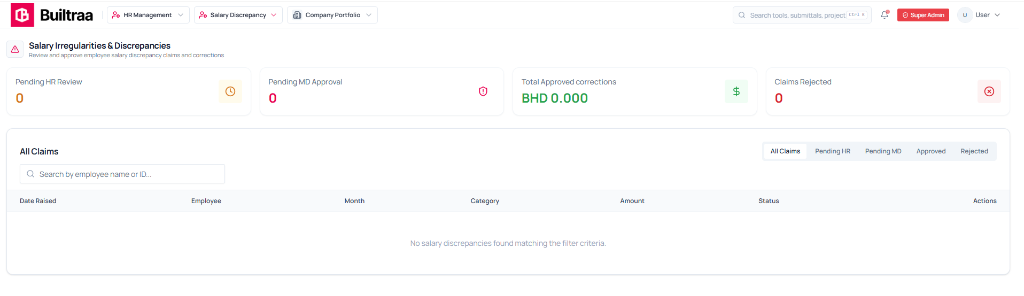 Builtraa
HR Management
Salary Discrepancy
Company Portfolio
Search tools, submittals, project
Ctrl K
Super Admin
U
User
Salary Irregularities & Discrepancies
Review and approve employee salary discrepancy claims and corrections
Pending HR Review
0
Pending MD Approval
0
Total Approved corrections
BHD 0.000
$
Claims Rejected
0
All Claims
All Claims Pending HR Pending MD Approved Rejected
Search by employee name or ID...
Date Raised Employee Month Category Amount Status Actions
No salary discrepancies found matching the filter criteria.